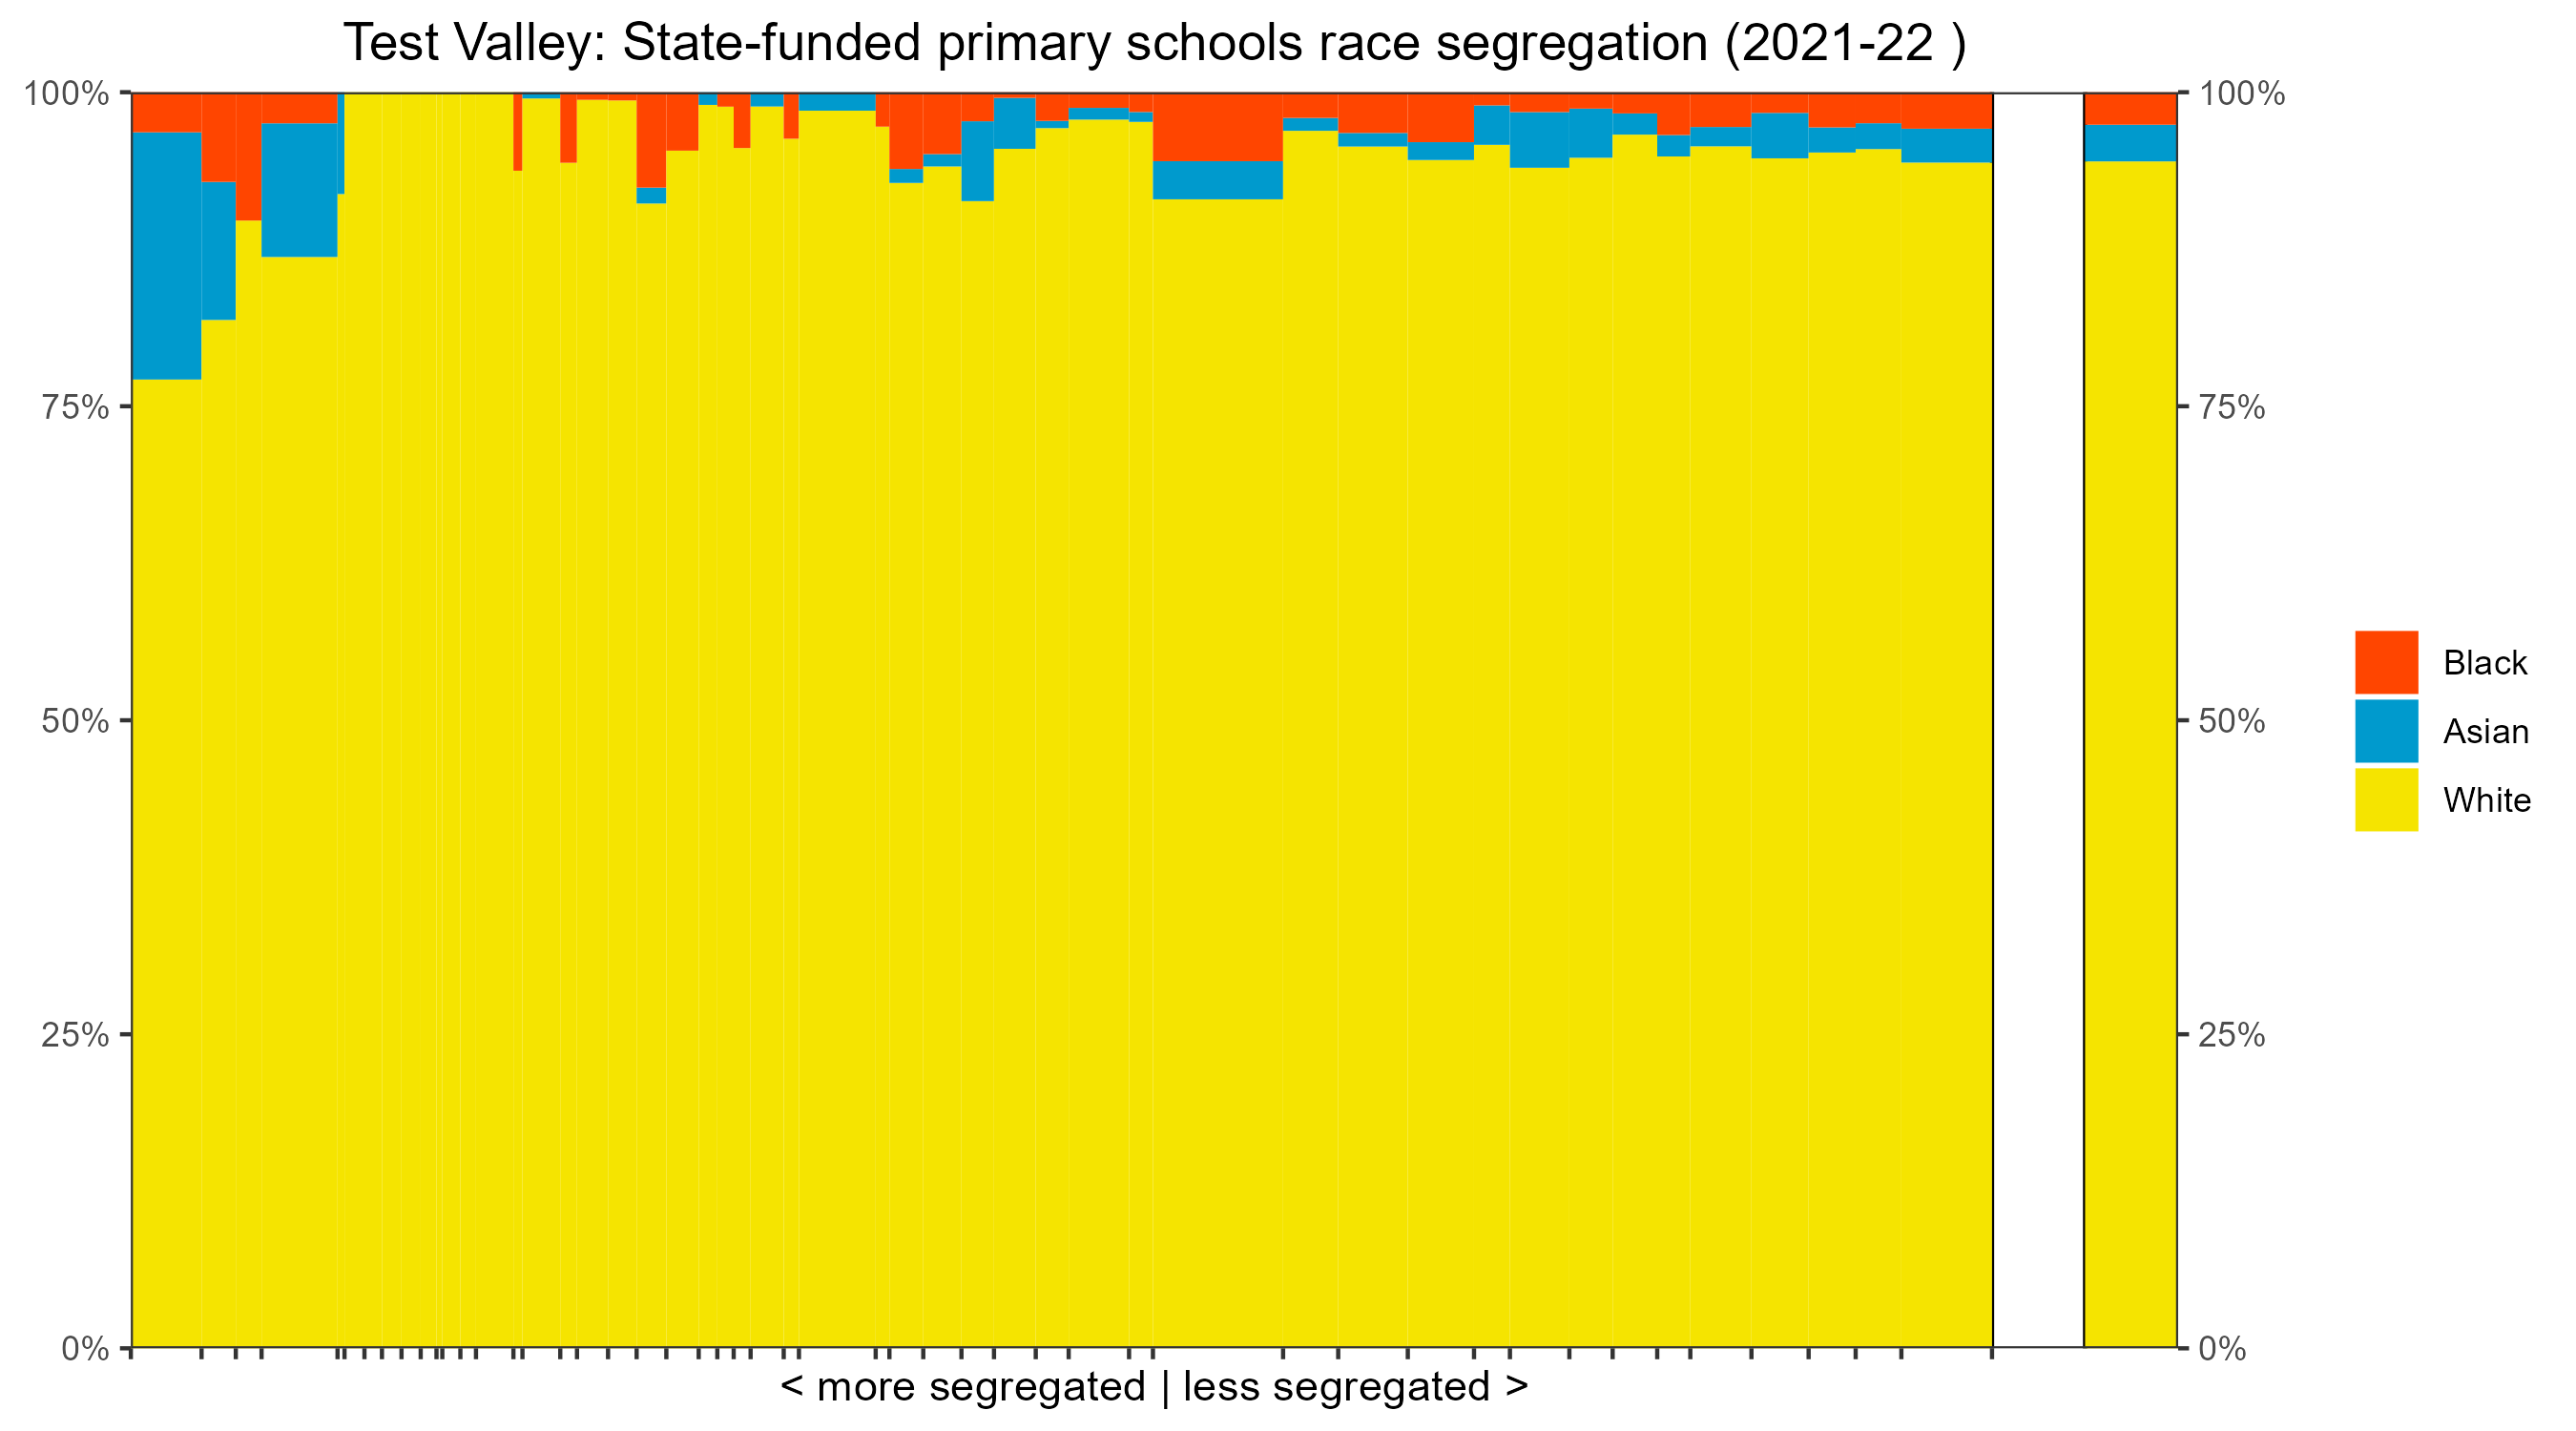 Test Valley: State-funded primary schools race segregation (2021-22 )
100%
75%
50%
25%
0%
100%
75%
50%
25%
0%
Black
Asian
White
< more segregated | less segregated >